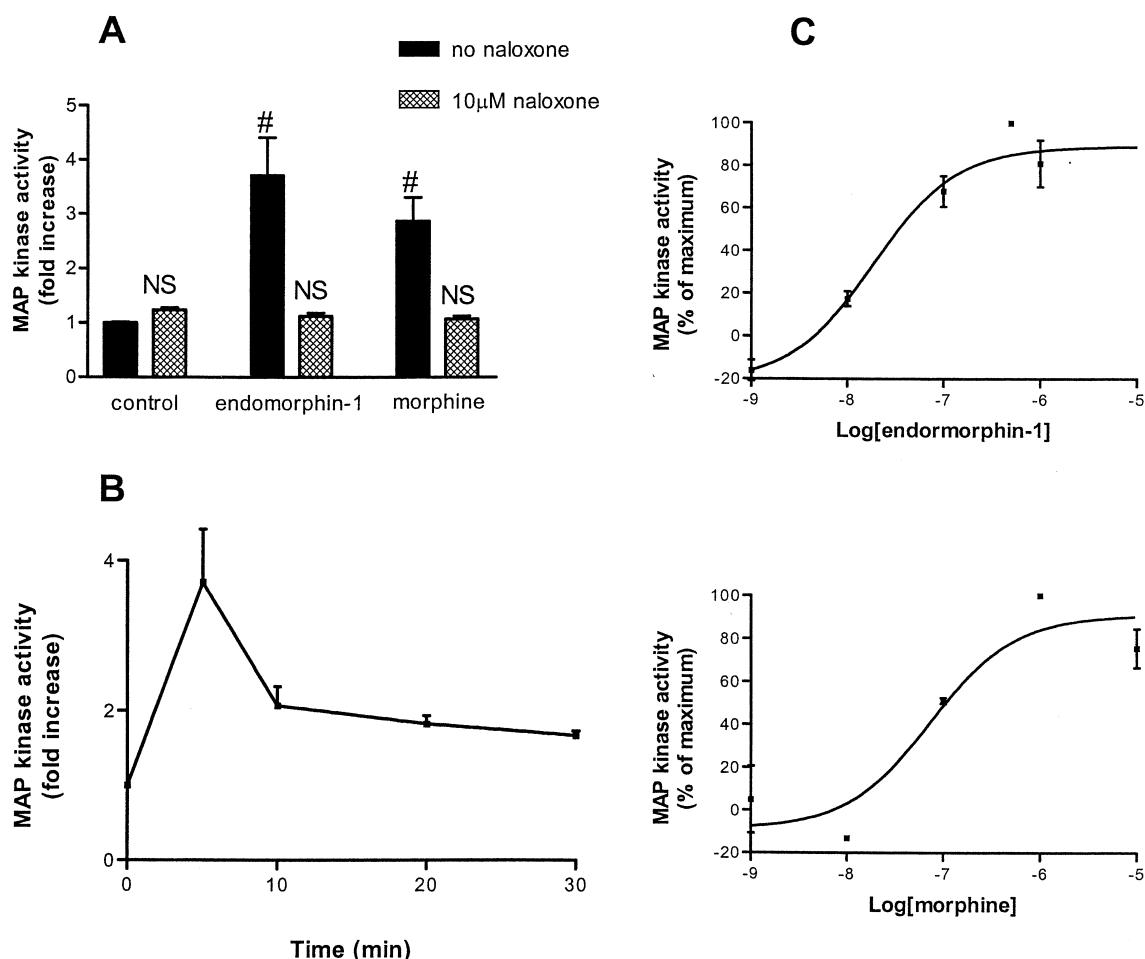 A
no naloxone
10μM naloxone
MAP kinase activity
(fold increase)
5
4
3
2
1
0
#
#
NS
NS
NS
control
endomorphin-1
morphine
B
MAP kinase activity
(fold increase)
4
2
0
0
10
20
30
Time (min)
C
MAP kinase activity
(% of maximum)
100
80
60
40
20
0
-20
-9
-8
-7
-6
-5
Log[endormorphin-1]
MAP kinase activity
(% of maximum)
100
80
60
40
20
0
-20
-9
-8
-7
-6
-5
Log[morphine]